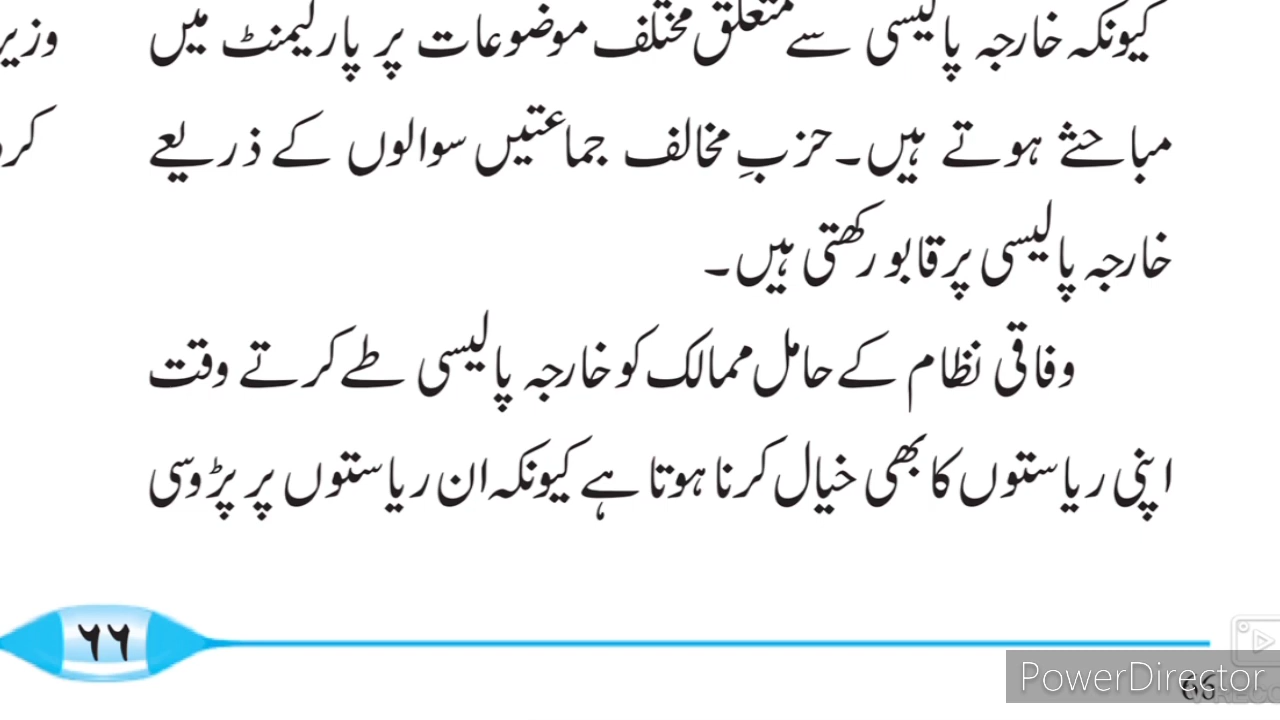 کیونکہ خارجہ پالیسی سے متعلق مختلف موضوعات پر پارلیمنٹ میں
مباحثے ہوتے ہیں۔ حزبِ مخالف جماعتیں سوالوں کے ذریعے
خارجہ پالیسی پر قابو رکھتی ہیں۔
وفاقی نظام کے حامل ممالک کو خارجہ پالیسی طے کرتے وقت
اپنی ریاستوں کا بھی خیال کرنا ہوتا ہے کیونکہ ان ریاستوں پر پڑوسی
۶۶
PowerDirector
66